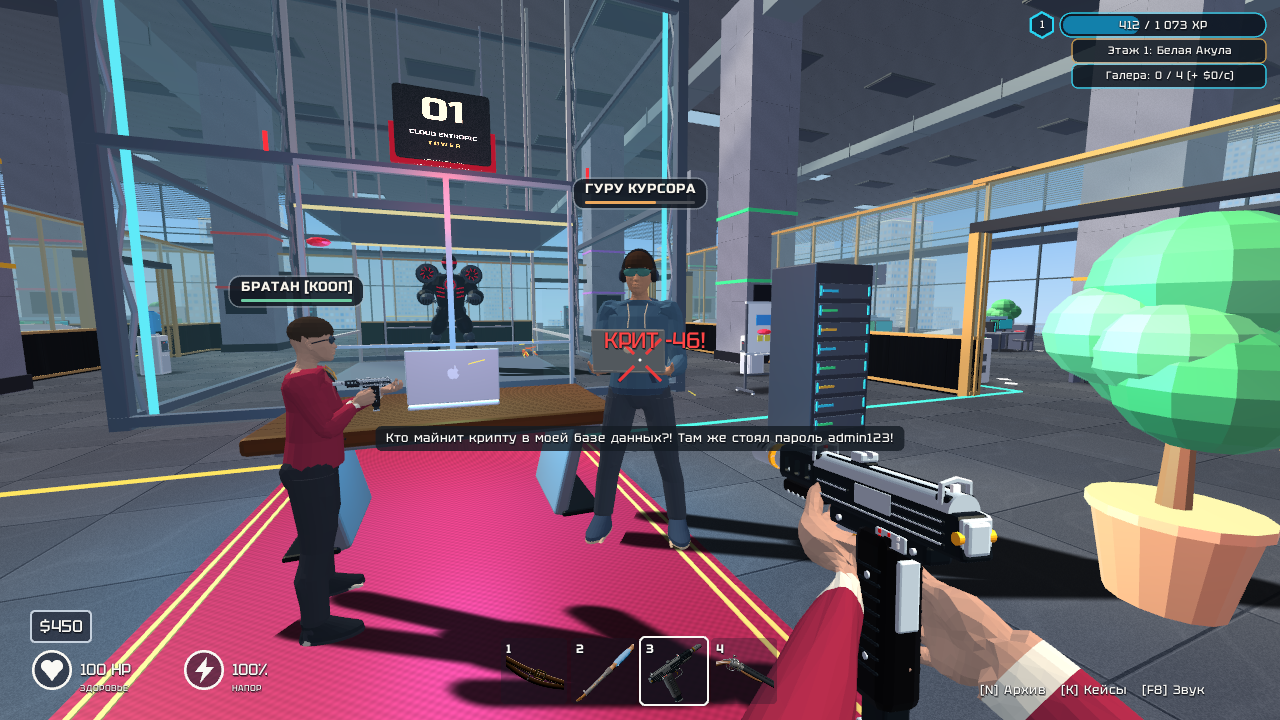 1
412 / 1 073 XP
Этаж 1: Белая Акула
Галера: 0 / 4 (+ $0/с)
01
CLOUD ENTROPIC
TOWER
ГУРУ КУРСОРА
БРАТАН [КООП]
КРИТ -46!
Кто майнит крипту в моей базе данных?! Там же стоял пароль admin123!
$450
100 HP
ЗДОРОВЬЕ
100%
НАПОР
1
2
3
4
[N] Архив [K] Кейсы [F8] Звук